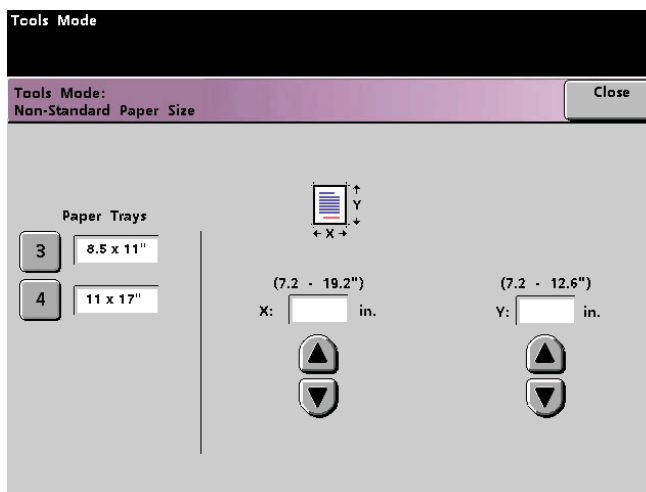 Tools Mode
Tools Mode:
Non-Standard Paper Size
Close
Y
X
Paper Trays
3 8.5 x 11"
4 11 x 17"
(7.2 - 19.2") (7.2 - 12.6")
X: in. Y: in.